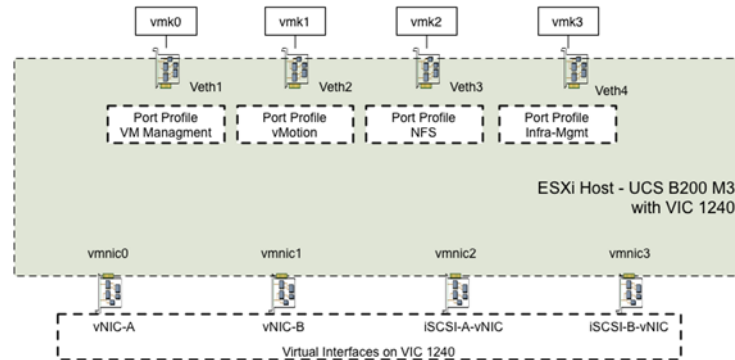 vmk0 vmk1 vmk2 vmk3
Veth1 Veth2 Veth3 Veth4
Port Profile
VM Managment
Port Profile
vMotion
Port Profile
NFS
Port Profile
Infra-Mgmt
ESXi Host - UCS B200 M3
with VIC 1240
vmnic0 vmnic1 vmnic2 vmnic3
vNIC-A vNIC-B iSCSI-A-vNIC iSCSI-B-vNIC
Virtual Interfaces on VIC 1240